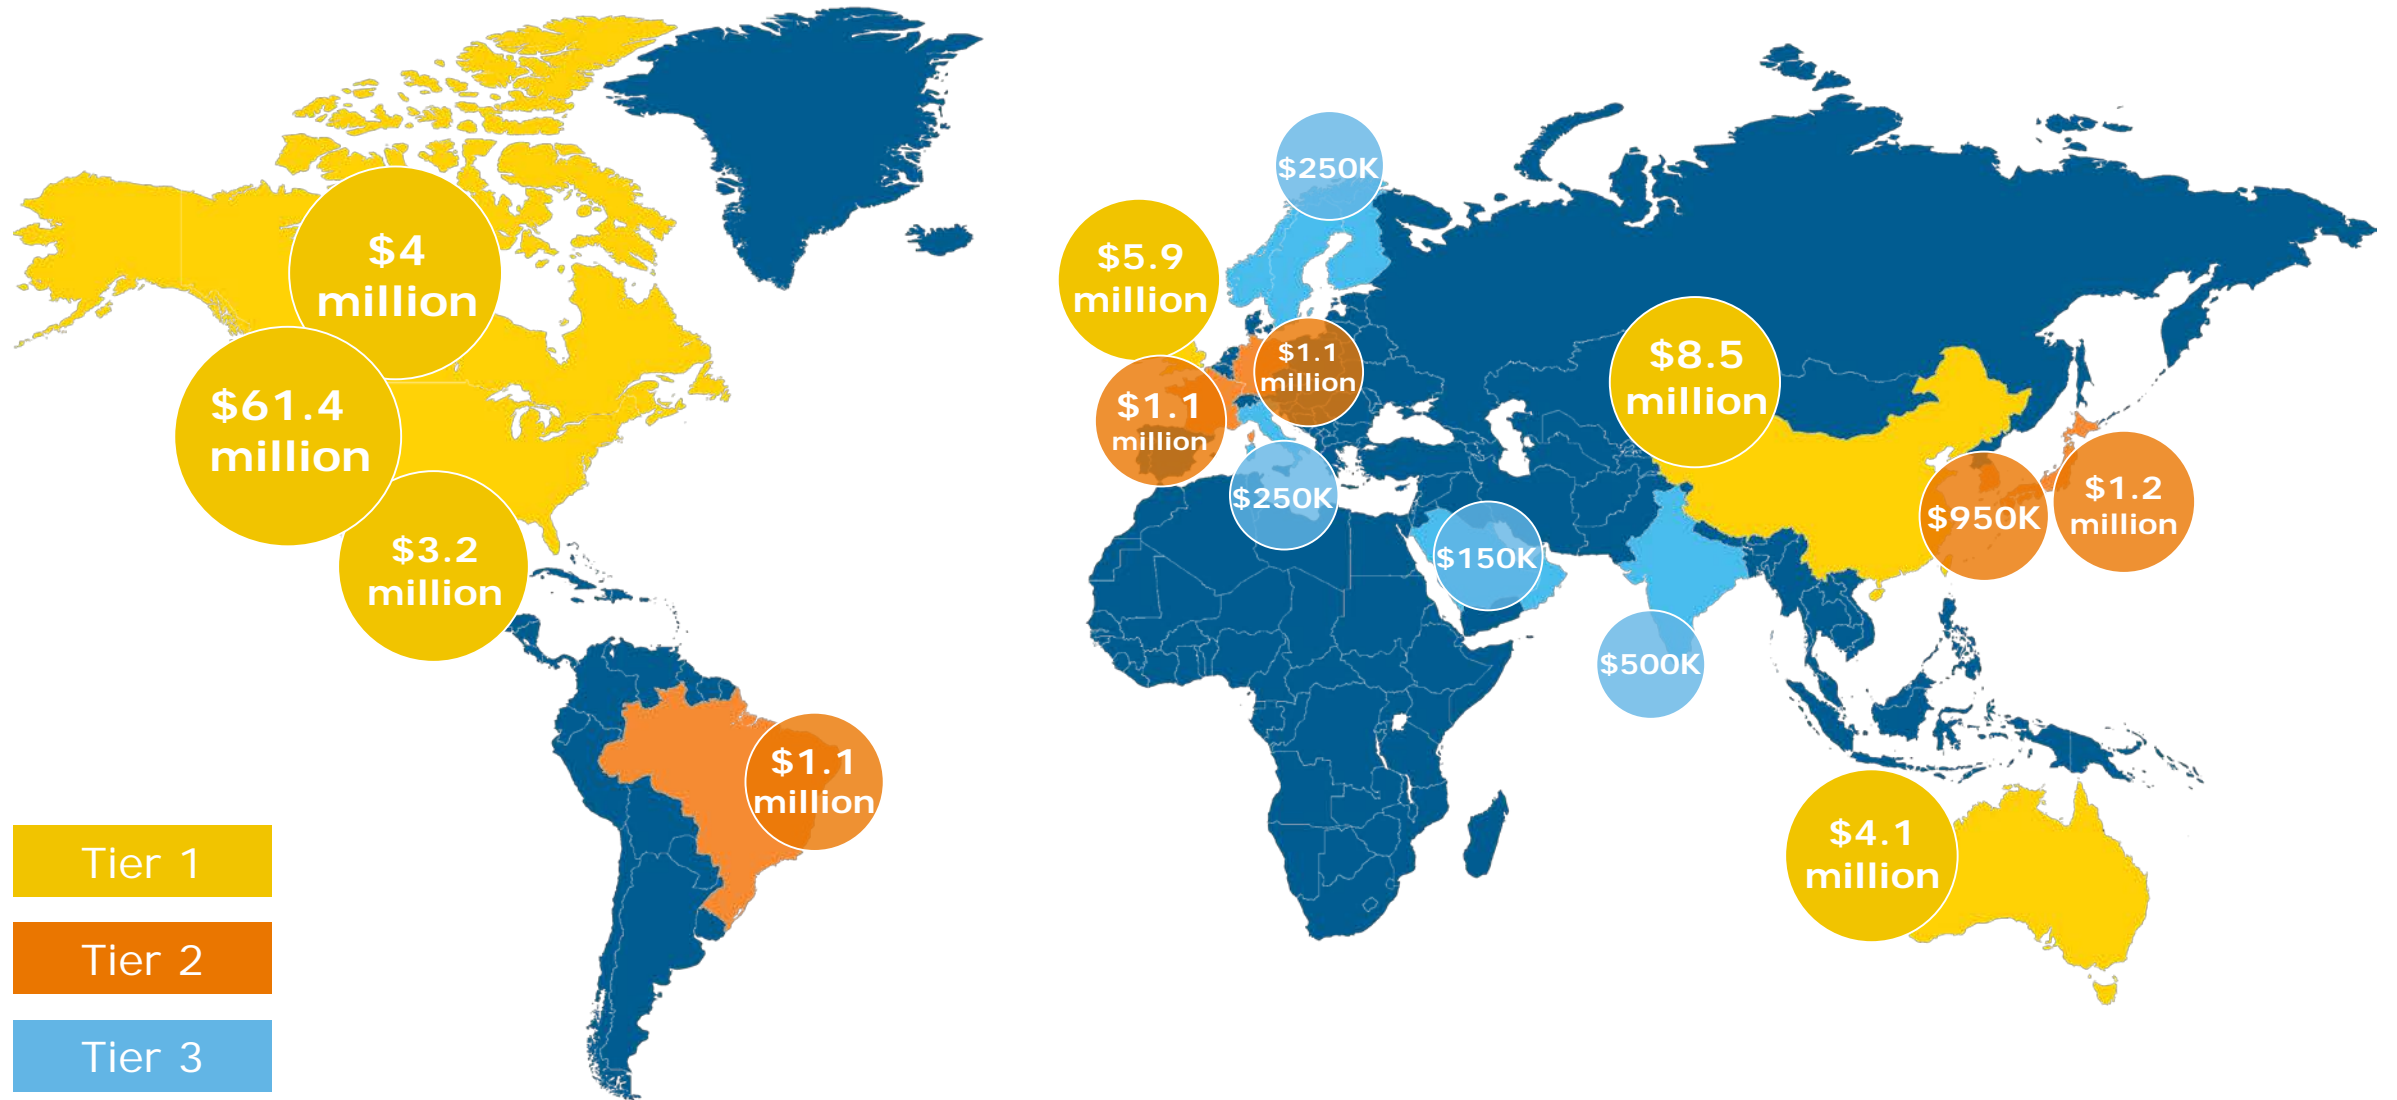 $250K
$4
million
$5.9
million
$61.4
million
$1.1
million
$1.1
million
$8.5
million
$250K
$3.2
million
$150K
$950K
$1.2
million
$500K
$1.1
million
$4.1
million
Tier 1
Tier 2
Tier 3